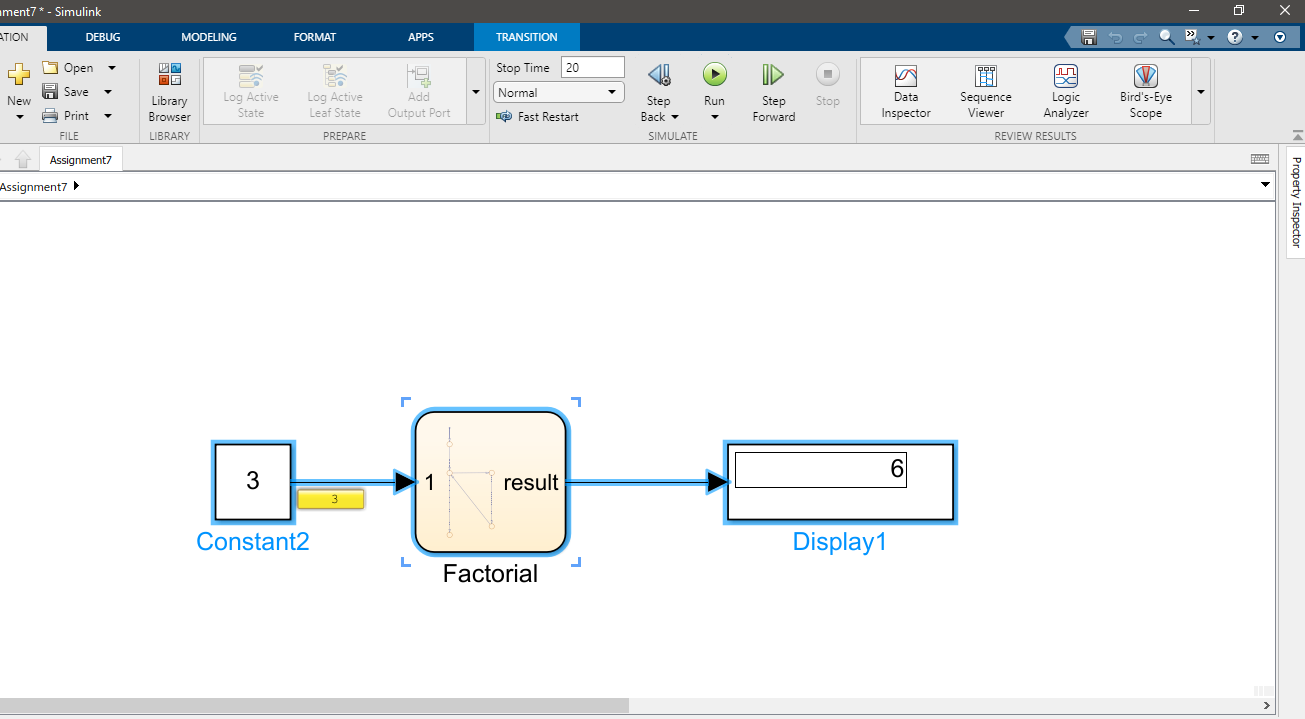 nment7 * - Simulink
ATION DEBUG MODELING FORMAT APPS TRANSITION
New
Open
Save
Print
FILE
Library
Browser
LIBRARY
Log Active
State
Log Active
Leaf State
Add
Output Port
PREPARE
Stop Time 20
Normal
Fast Restart
Step
Back
Run
Step
Forward
Stop
SIMULATE
Data
Inspector
Sequence
Viewer
Logic
Analyzer
Bird's-Eye
Scope
REVIEW RESULTS
Assignment7
Assignment7
Property Inspector
3
3
Constant2
1 result
Factorial
6
Display1